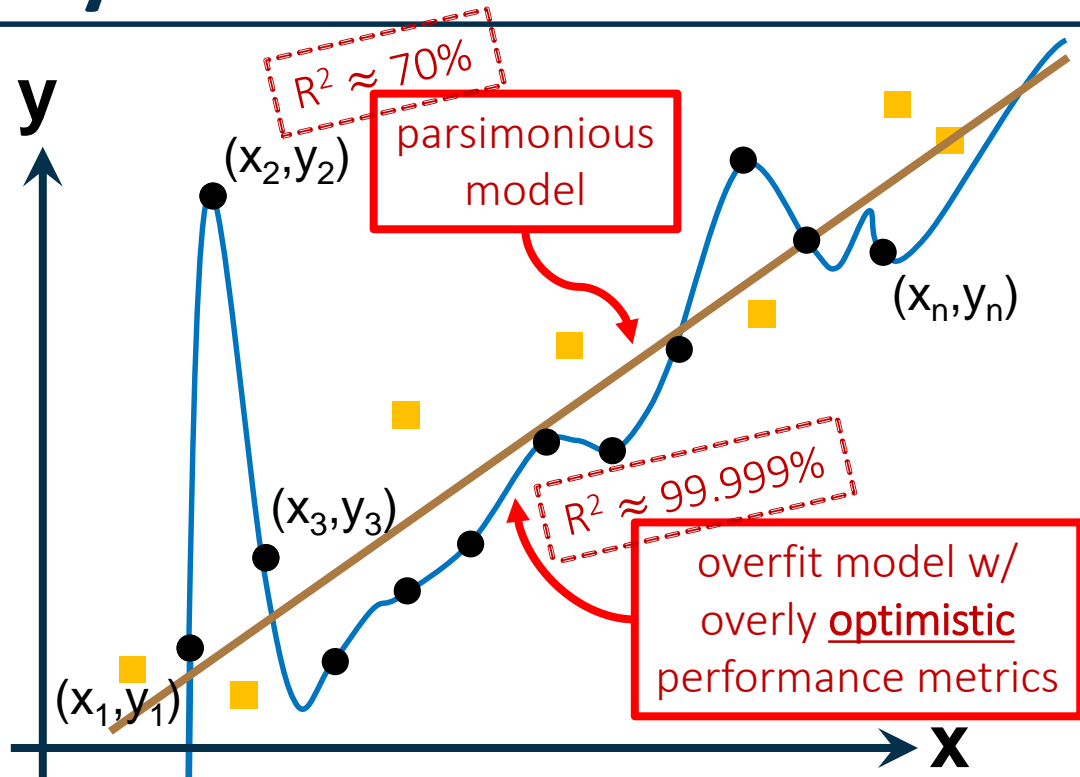 R² ≈ 70%
y
parsimonious
model
(x₂,y₂)
(xₙ,yₙ)
R² ≈ 99.999%
(x₃,y₃)
overfit model w/
overly optimistic
performance metrics
(x₁,y₁)
x